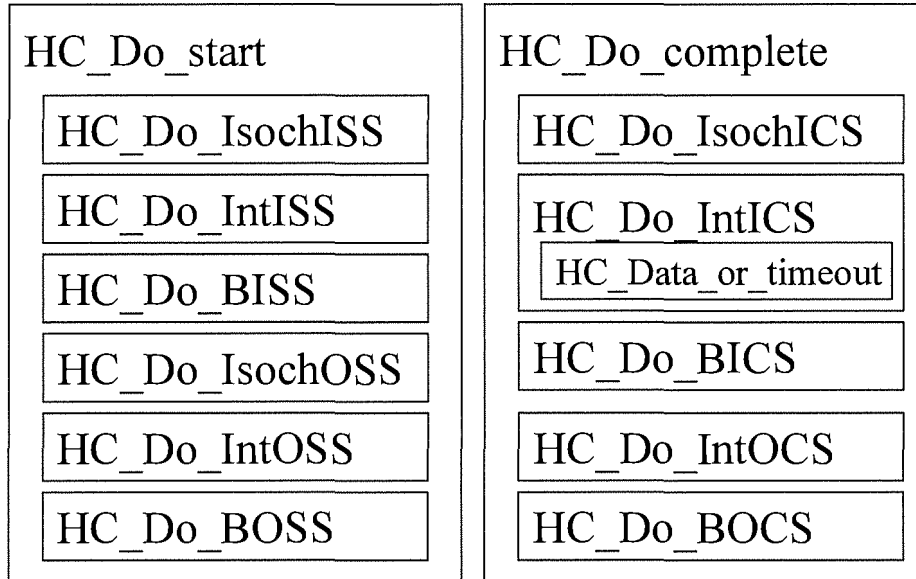 HC_Do_start
HC_Do_IsochISS
HC_Do_IntISS
HC_Do_BISS
HC_Do_IsochOSS
HC_Do_IntOSS
HC_Do_BOSS
HC_Do_complete
HC_Do_IsochICS
HC_Do_IntICS
HC_Data_or_timeout
HC_Do_BICS
HC_Do_IntOCS
HC_Do_BOCS